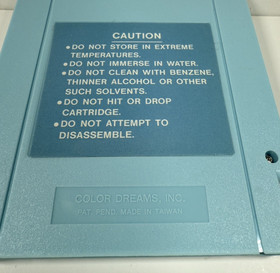 CAUTION
• DO NOT STORE IN EXTREME
TEMPERATURES.
• DO NOT IMMERSE IN WATER.
• DO NOT CLEAN WITH BENZENE,
THINNER ALCOHOL OR OTHER
SUCH SOLVENTS.
• DO NOT HIT OR DROP
CARTRIDGE.
• DO NOT ATTEMPT TO
DISASSEMBLE.
COLOR DREAMS, INC.
PAT. PEND. MADE IN TAIWAN